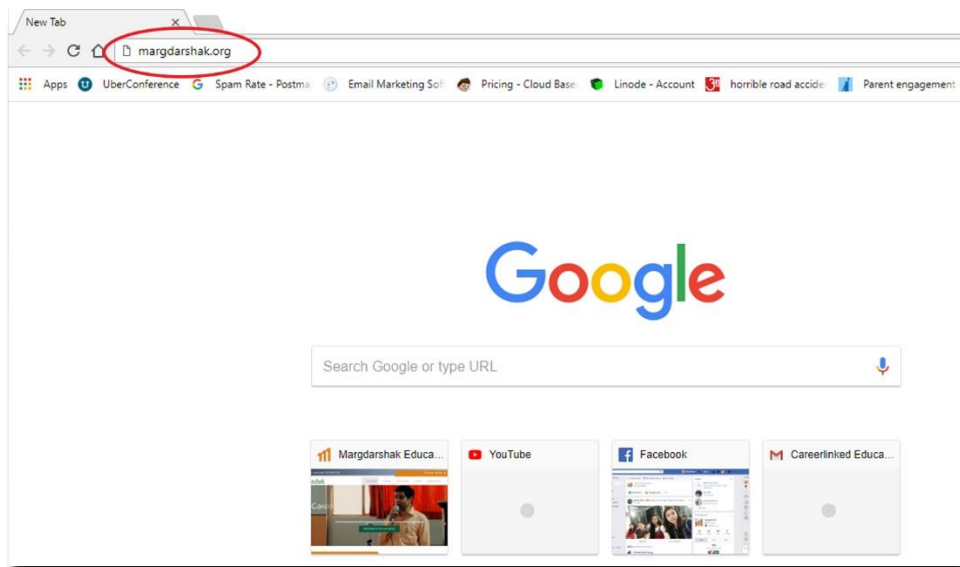 New Tab
margdarshak.org
Apps UberConference Spam Rate - Postma Email Marketing Soft Pricing - Cloud Base Linode - Account horrible road accide Parent engagement
Google
Search Google or type URL
Margdarshak Educa... YouTube Facebook Careerlinked Educa...